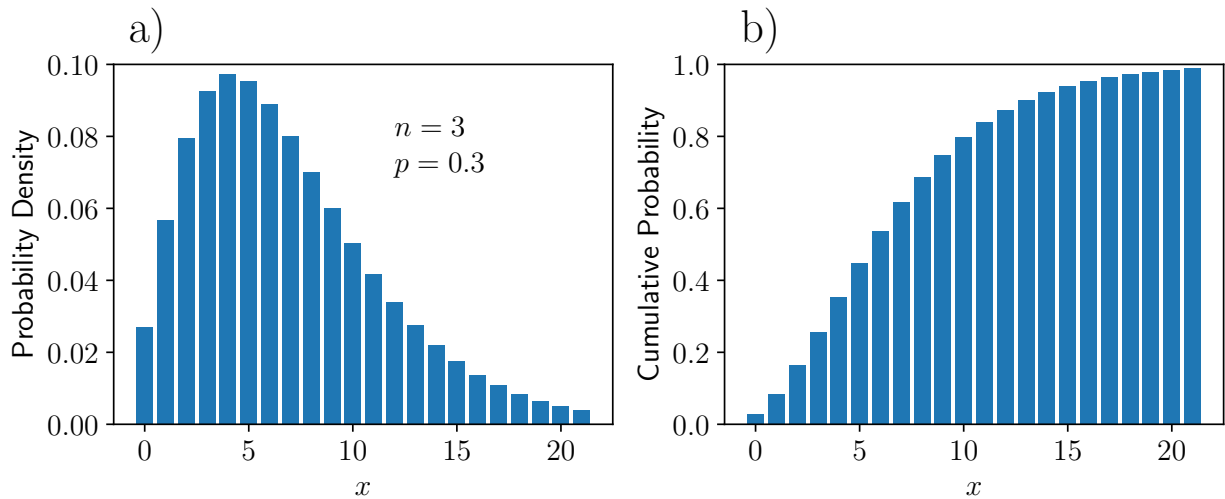 a)
Probability Density
0.10
0.08
0.06
0.04
0.02
0.00
n = 3
p = 0.3
0 5 10 15 20
x
b)
Cumulative Probability
1.0
0.8
0.6
0.4
0.2
0.0
0 5 10 15 20
x